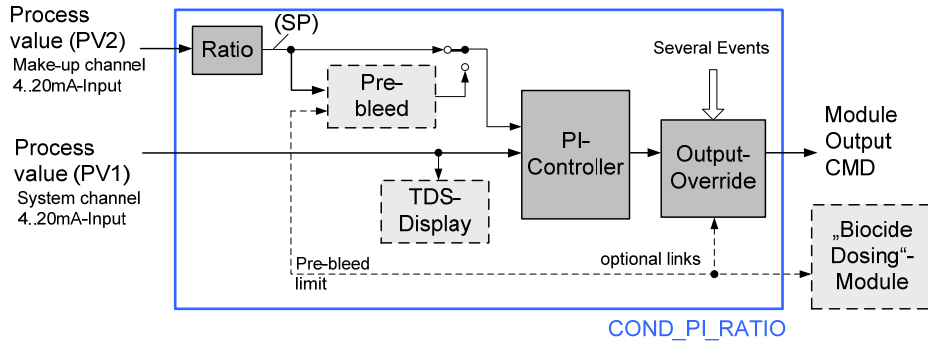 Process
value (PV2)
Make-up channel
4..20mA-Input
Ratio
(SP)
Pre-
bleed
Several Events
Process
value (PV1)
System channel
4..20mA-Input
TDS-
Display
PI-
Controller
Output-
Override
Module
Output
CMD
Pre-bleed
limit
optional links
„Biocide
Dosing“-
Module
COND_PI_RATIO